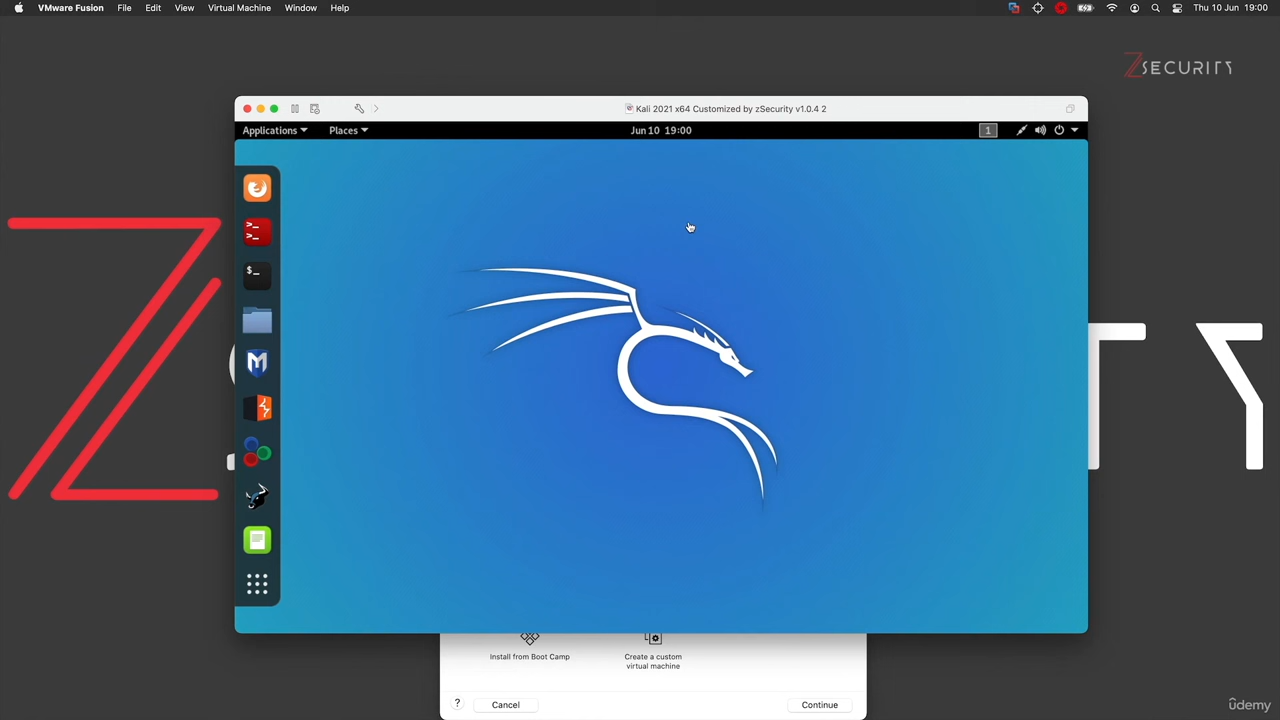 VMware Fusion File Edit View Virtual Machine Window Help Thu 10 Jun 19:00
ZSECURITY
Kali 2021 x64 Customized by zSecurity v1.0.4 2
Applications Places Jun 10 19:00 1
>_
>_
$_
M
Install from Boot Camp
Create a custom
virtual machine
? Cancel Continue
ûdemy